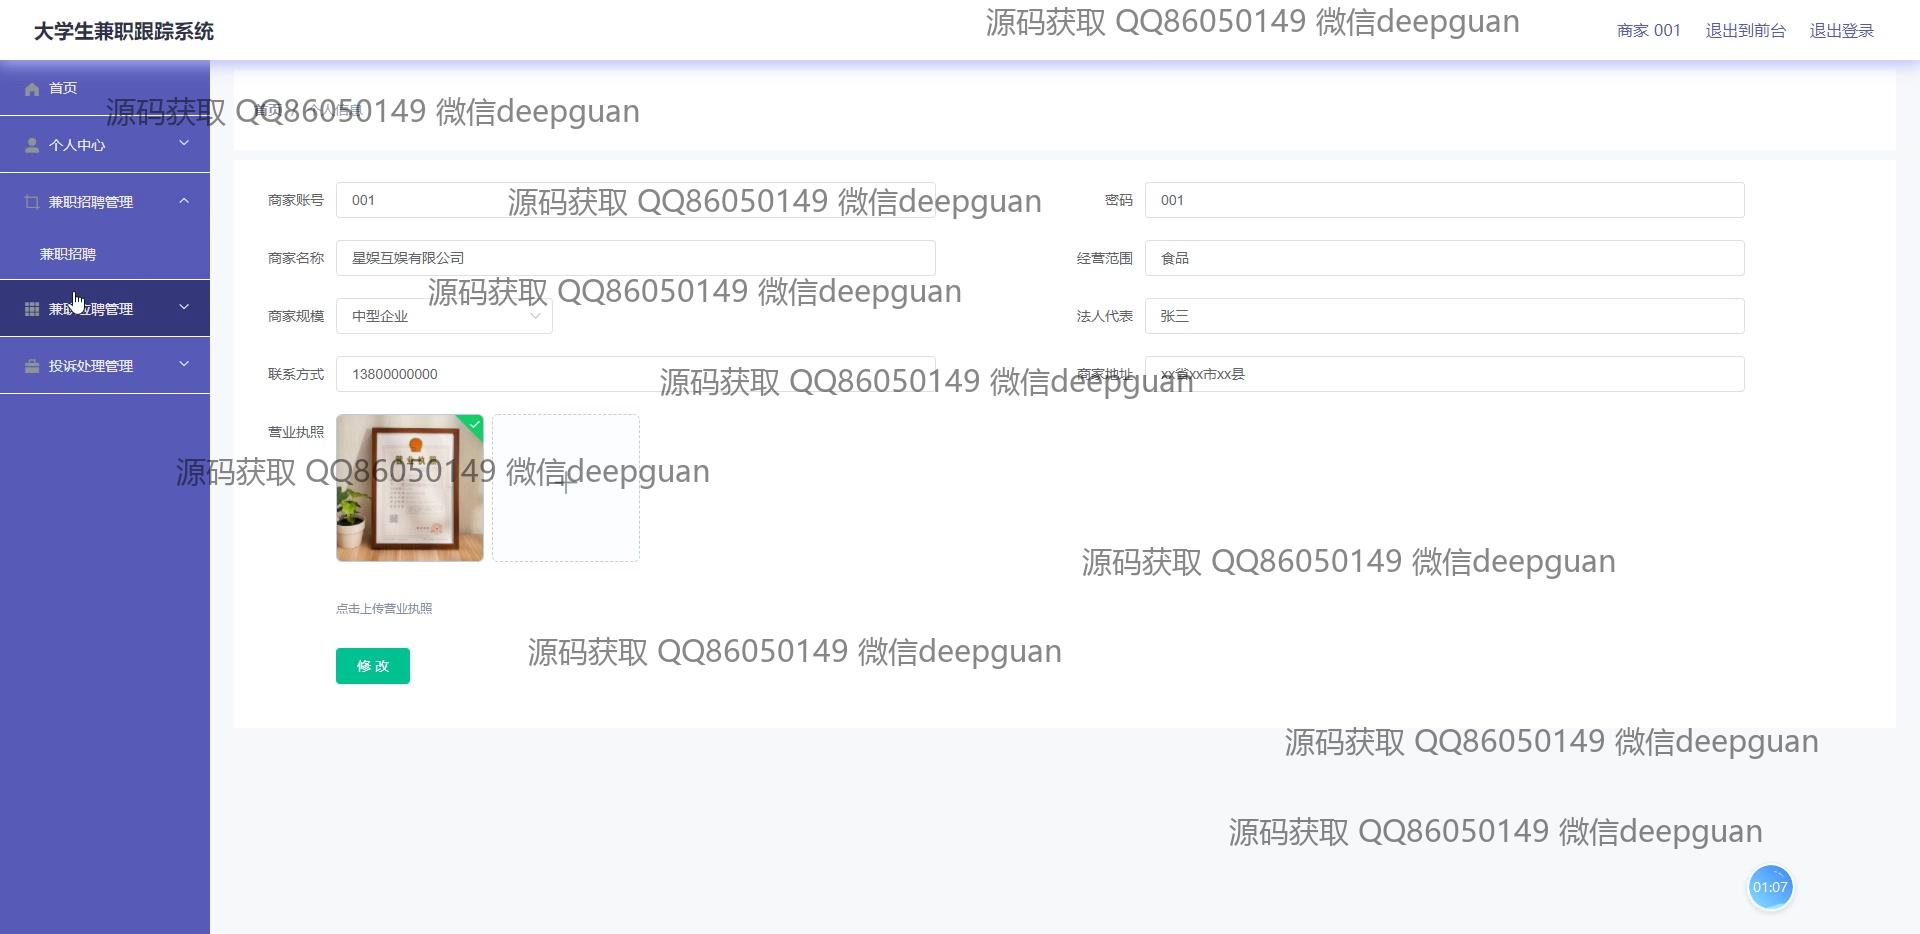 大学生兼职跟踪系统
源码获取 QQ86050149 微信deepguan
商家 001
退出到前台
退出登录
首页
源码获取 QQ86050149 微信deepguan
首页
个人信息
个人中心
兼职招聘管理
兼职招聘
兼职应聘管理
投诉处理管理
商家账号
001
源码获取 QQ86050149 微信deepguan
密码
001
商家名称
星娱互娱有限公司
经营范围
食品
源码获取 QQ86050149 微信deepguan
商家规模
中型企业
法人代表
张三
联系方式
13800000000
源码获取 QQ86050149 微信deepguan
商家地址
xx省xx市xx县
营业执照
营业执照
源码获取 QQ86050149 微信deepguan
源码获取 QQ86050149 微信deepguan
点击上传营业执照
修 改
源码获取 QQ86050149 微信deepguan
源码获取 QQ86050149 微信deepguan
源码获取 QQ86050149 微信deepguan
01:07